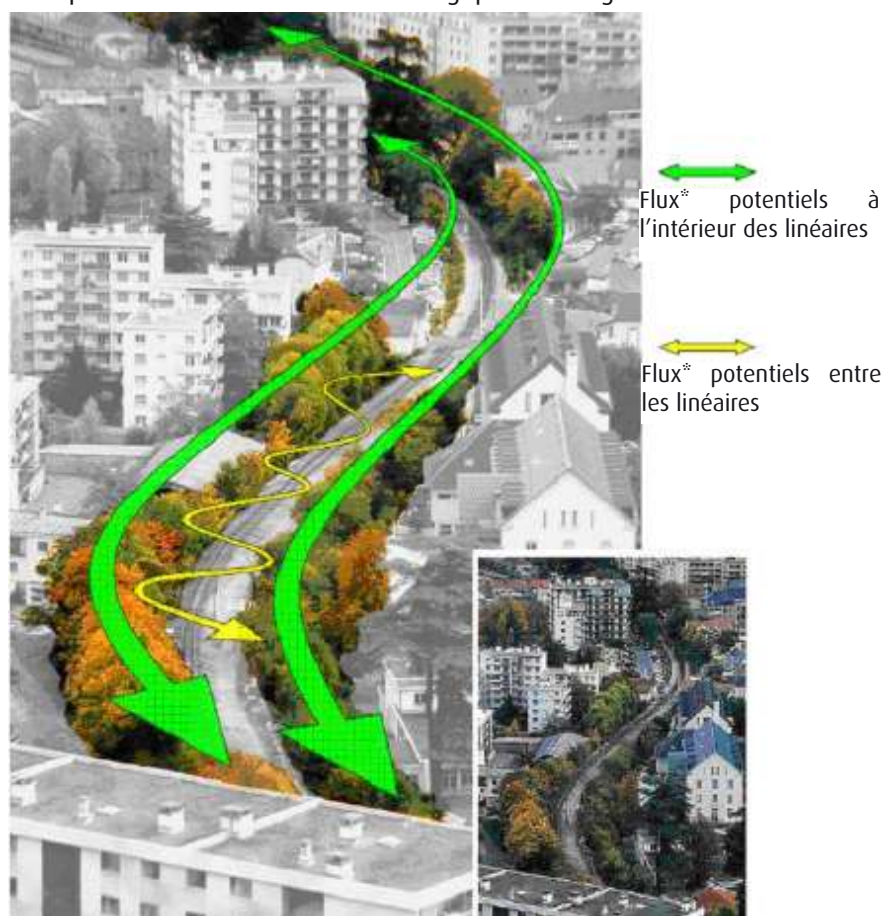 Flux* potentiels à
l'intérieur des linéaires
Flux* potentiels entre
les linéaires